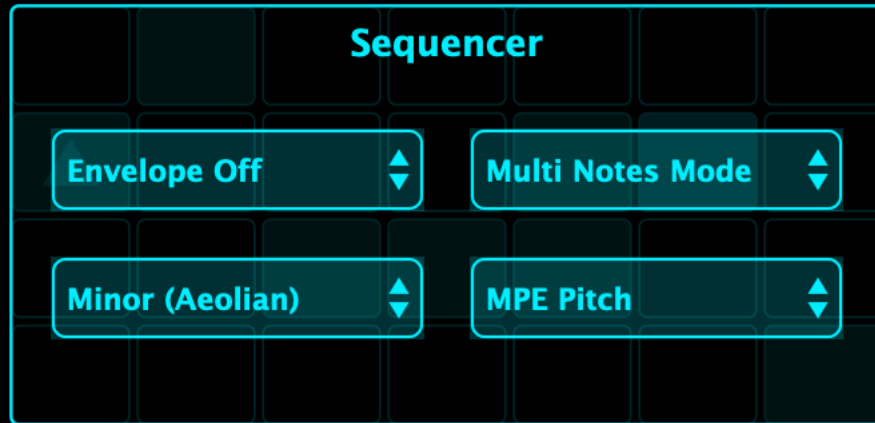 Sequencer
Envelope Off
Multi Notes Mode
Minor (Aeolian)
MPE Pitch